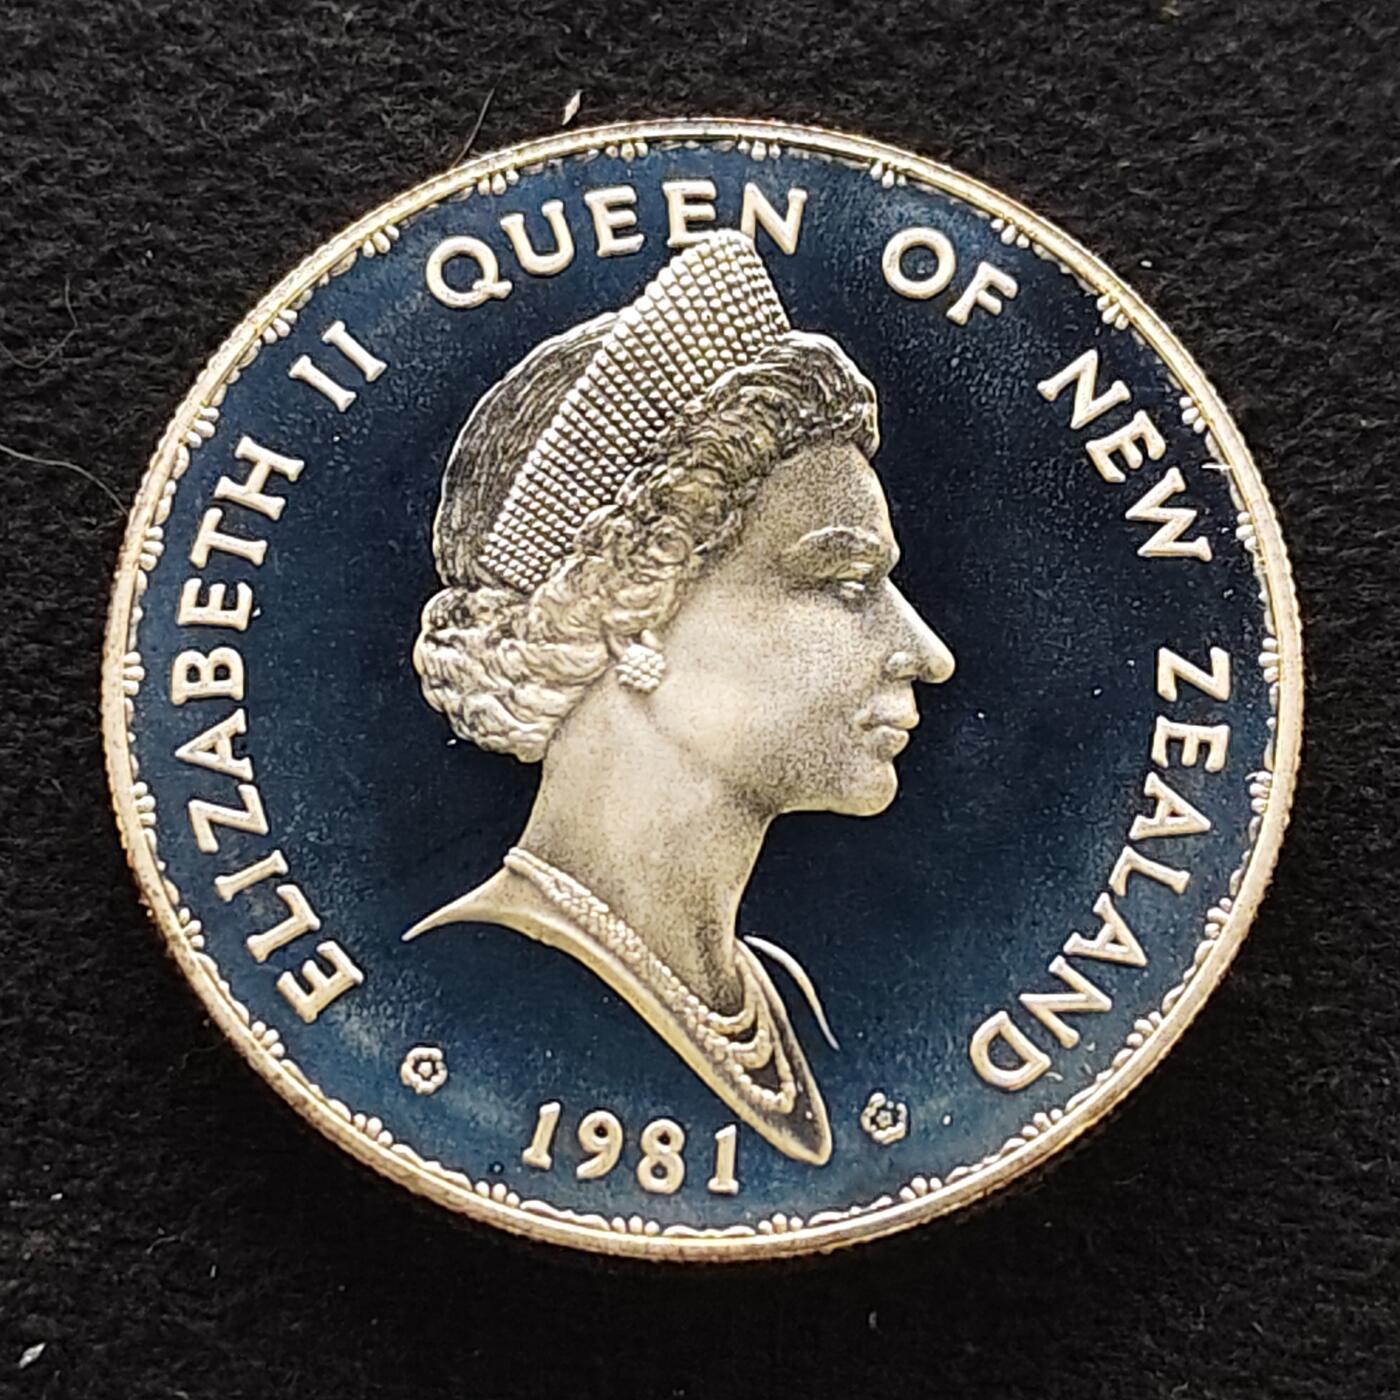 ELIZABETH II QUEEN OF NEW ZEALAND
1981